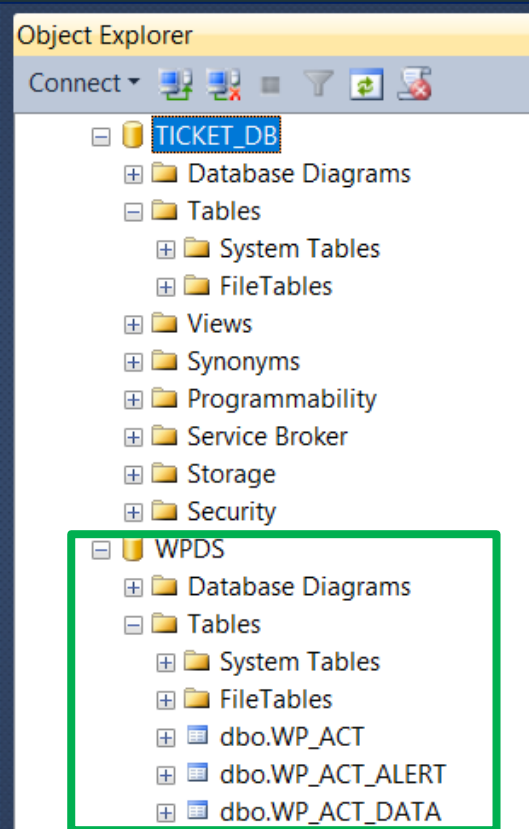 Object Explorer
Connect
TICKET_DB
Database Diagrams
Tables
System Tables
FileTables
Views
Synonyms
Programmability
Service Broker
Storage
Security
WPDS
Database Diagrams
Tables
System Tables
FileTables
dbo.WP_ACT
dbo.WP_ACT_ALERT
dbo.WP_ACT_DATA